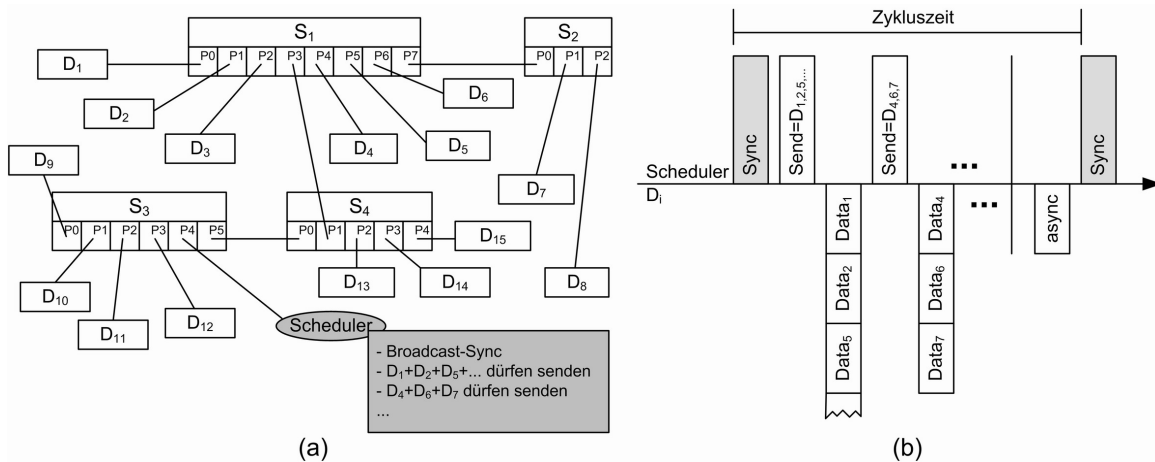 S1
P0 P1 P2 P3 P4 P5 P6 P7
S2
P0 P1 P2
D1
D2
D3
D4
D5
D6
D7
D8
D9
S3
P0 P1 P2 P3 P4 P5
S4
P0 P1 P2 P3 P4
D10
D11
D12
D13
D14
D15
Scheduler
- Broadcast-Sync
- D1+D2+D5+... dürfen senden
- D4+D6+D7 dürfen senden
...
(a)
Zykluszeit
Sync
Send=D1,2,5,...
Send=D4,6,7
...
Sync
Scheduler
Di
Data1
Data2
Data5
Data4
Data6
Data7
...
async
(b)